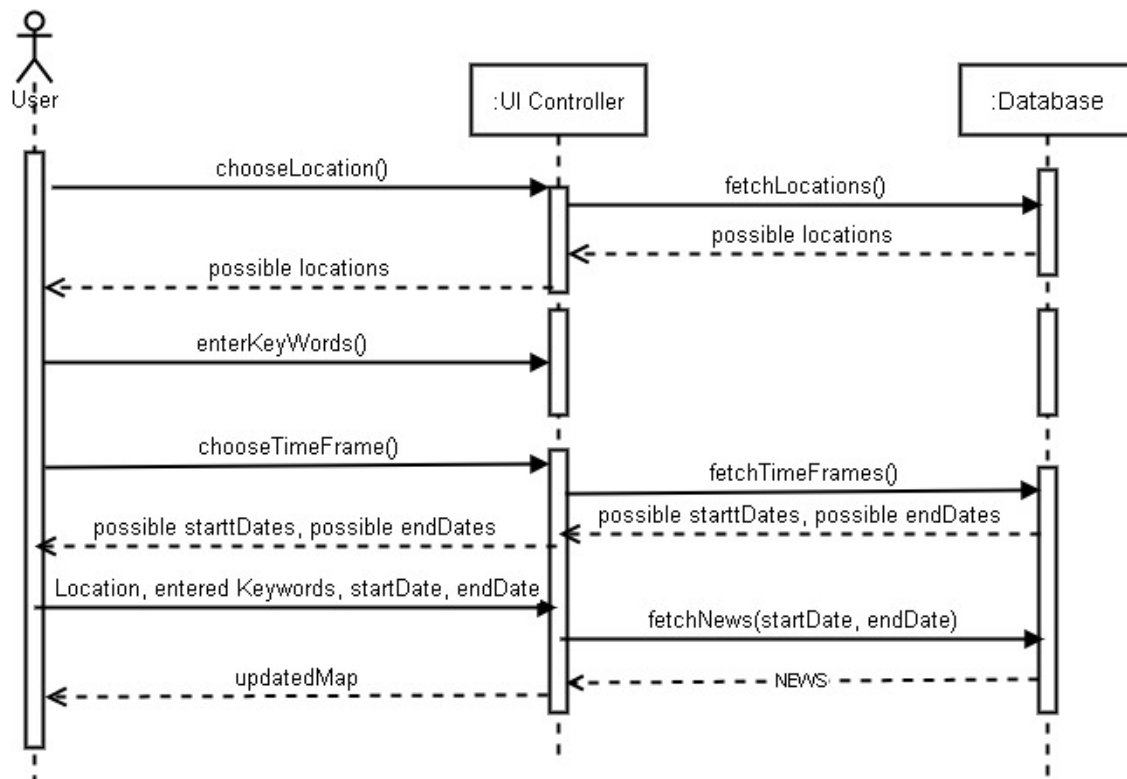 User
:UI Controller
:Database
chooseLocation()
fetchLocations()
possible locations
possible locations
enterKeyWords()
chooseTimeFrame()
fetchTimeFrames()
possible starttDates, possible endDates
possible starttDates, possible endDates
Location, entered Keywords, startDate, endDate
fetchNews(startDate, endDate)
updatedMap
NEWS